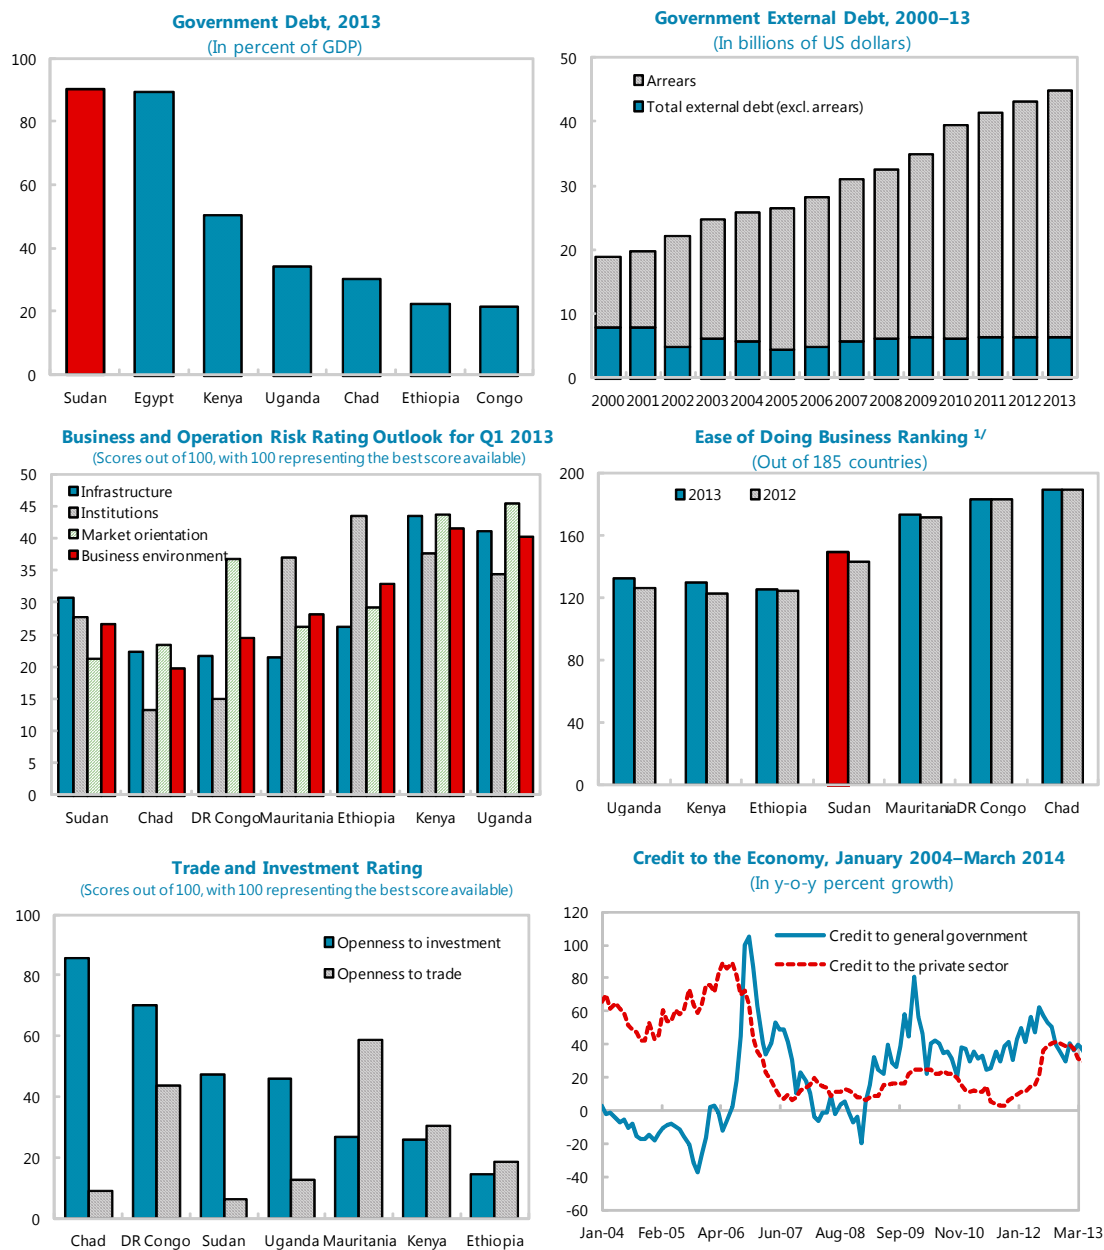 Government Debt, 2013
(In percent of GDP)
100
80
60
40
20
0
Sudan Egypt Kenya Uganda Chad Ethiopia Congo
Government External Debt, 2000–13
(In billions of US dollars)
50
40
30
20
10
0
Arrears
Total external debt (excl. arrears)
2000 2001 2002 2003 2004 2005 2006 2007 2008 2009 2010 2011 2012 2013
Business and Operation Risk Rating Outlook for Q1 2013
(Scores out of 100, with 100 representing the best score available)
50
45
40
35
30
25
20
15
10
5
0
Infrastructure
Institutions
Market orientation
Business environment
Sudan Chad DR Congo Mauritania Ethiopia Kenya Uganda
Ease of Doing Business Ranking 1/
(Out of 185 countries)
200
160
120
80
40
0
2013 2012
Uganda Kenya Ethiopia Sudan Mauritania DR Congo Chad
Trade and Investment Rating
(Scores out of 100, with 100 representing the best score available)
100
80
60
40
20
0
Openness to investment
Openness to trade
Chad DR Congo Sudan Uganda Mauritania Kenya Ethiopia
Credit to the Economy, January 2004–March 2014
(In y-o-y percent growth)
120
100
80
60
40
20
0
-20
-40
-60
Credit to general government
Credit to the private sector
Jan-04 Feb-05 Apr-06 Jun-07 Aug-08 Sep-09 Nov-10 Jan-12 Mar-13